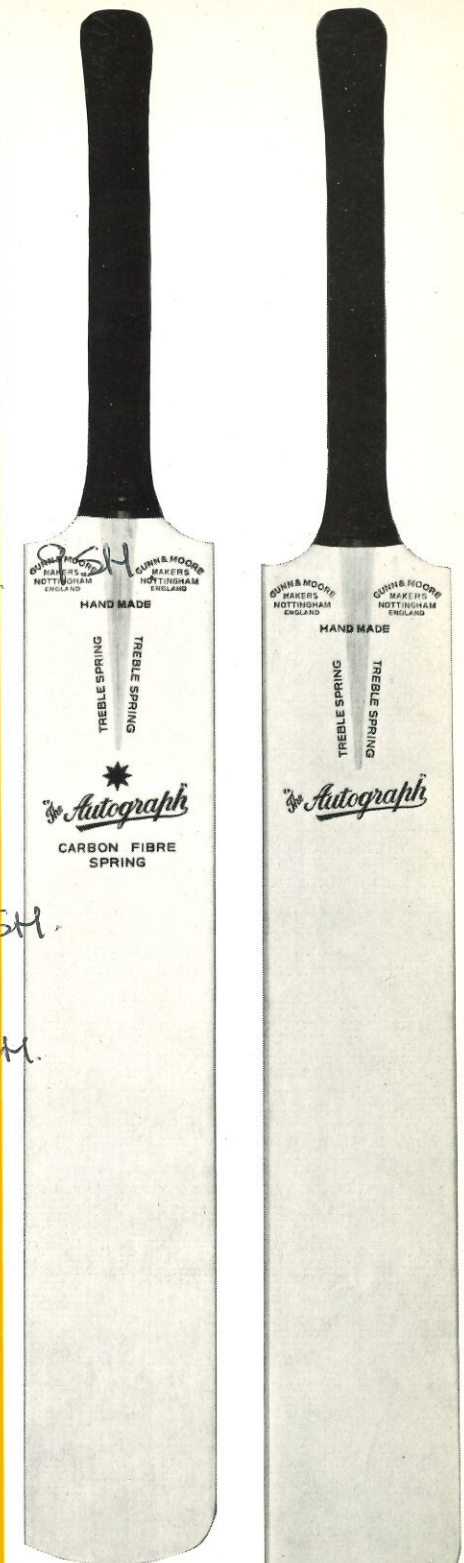 GUNN & MOORE
MAKERS
NOTTINGHAM
ENGLAND
GUNN & MOORE
MAKERS
NOTTINGHAM
ENGLAND
HAND MADE
TREBLE SPRING
TREBLE SPRING
"The Autograph"
CARBON FIBRE
SPRING
GUNN & MOORE
MAKERS
NOTTINGHAM
ENGLAND
GUNN & MOORE
MAKERS
NOTTINGHAM
ENGLAND
HAND MADE
TREBLE SPRING
TREBLE SPRING
"The Autograph"